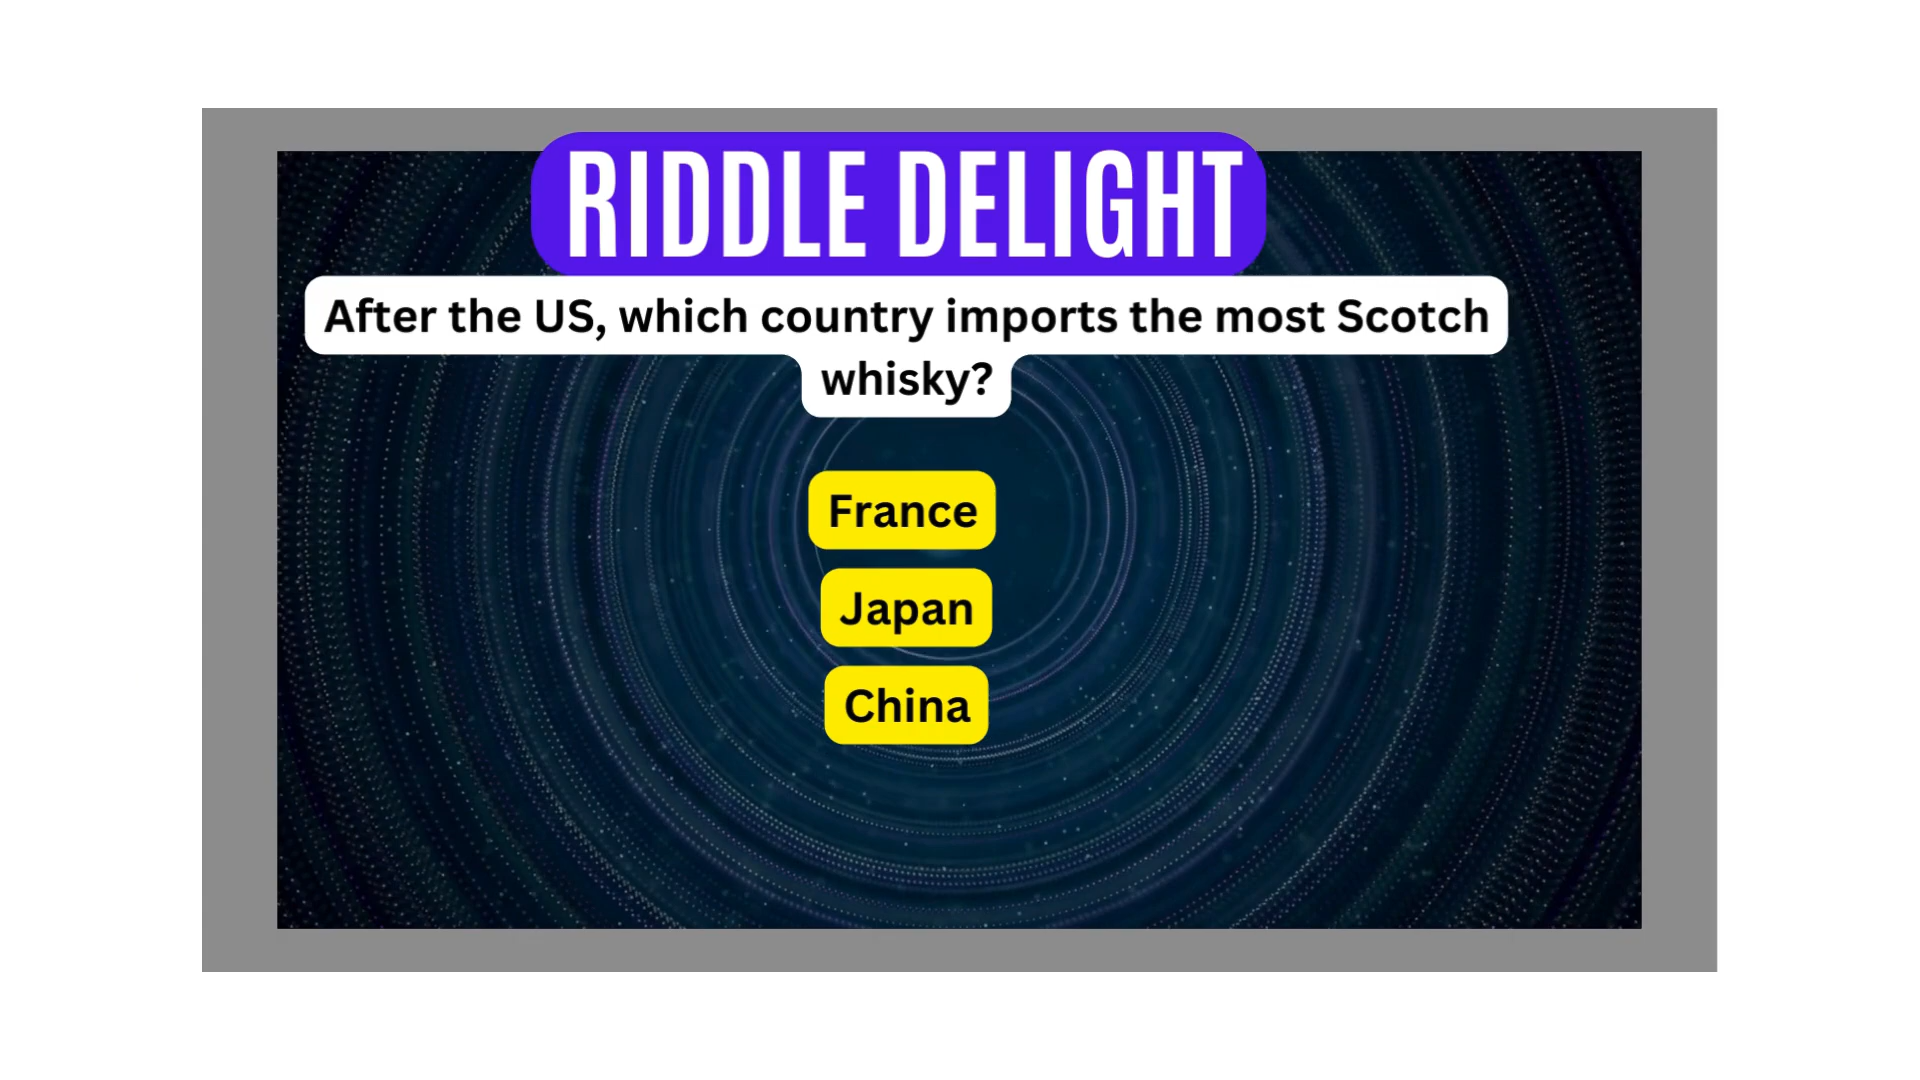 RIDDLE DELIGHT
After the US, which country imports the most Scotch
whisky?
France
Japan
China